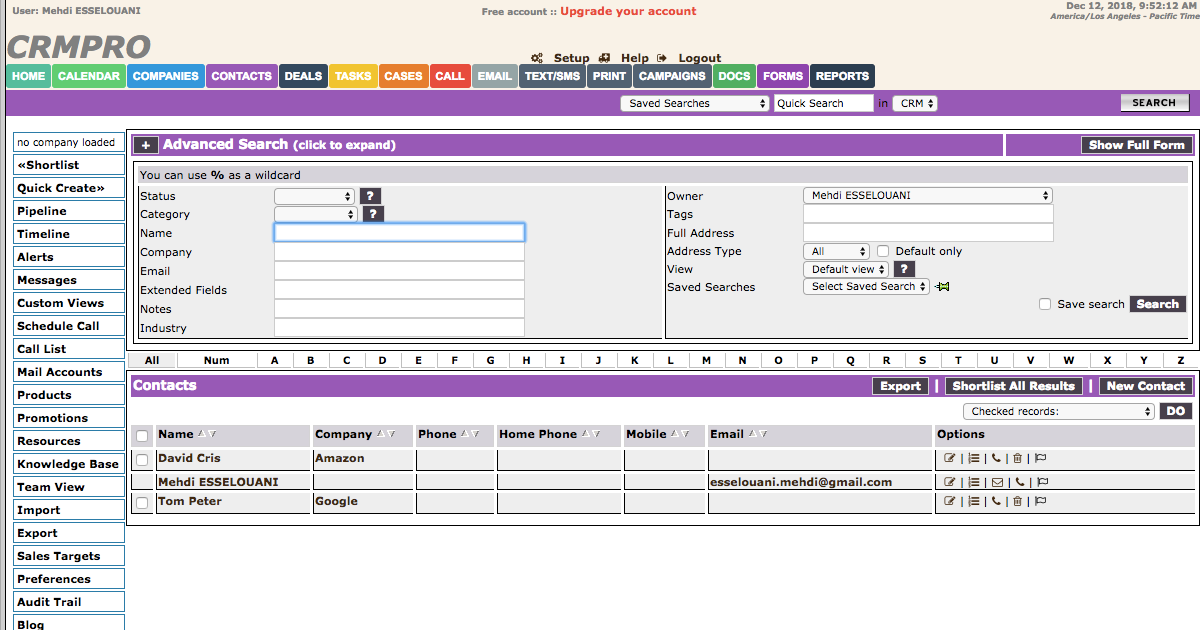 User: Mehdi ESSELOUANI
Free account :: Upgrade your account
Dec 12, 2018, 9:52:12 AM
America/Los Angeles - Pacific Time
CRMPRO
Setup Help Logout
HOME CALENDAR COMPANIES CONTACTS DEALS TASKS CASES CALL EMAIL TEXT/SMS PRINT CAMPAIGNS DOCS FORMS REPORTS
Saved Searches Quick Search in CRM SEARCH
no company loaded
«Shortlist
Quick Create»
Pipeline
Timeline
Alerts
Messages
Custom Views
Schedule Call
Call List
Mail Accounts
Products
Promotions
Resources
Knowledge Base
Team View
Import
Export
Sales Targets
Preferences
Audit Trail
Blog
+ Advanced Search (click to expand) Show Full Form
You can use % as a wildcard
Status ?
Category ?
Name
Company
Email
Extended Fields
Notes
Industry
Owner Mehdi ESSELOUANI
Tags
Full Address
Address Type All Default only
View Default view ?
Saved Searches Select Saved Search
Save search Search
All Num A B C D E F G H I J K L M N O P Q R S T U V W X Y Z
Contacts Export | Shortlist All Results | New Contact
Checked records: DO
Name Company Phone Home Phone Mobile Email Options
David Cris Amazon
Mehdi ESSELOUANI esselouani.mehdi@gmail.com
Tom Peter Google